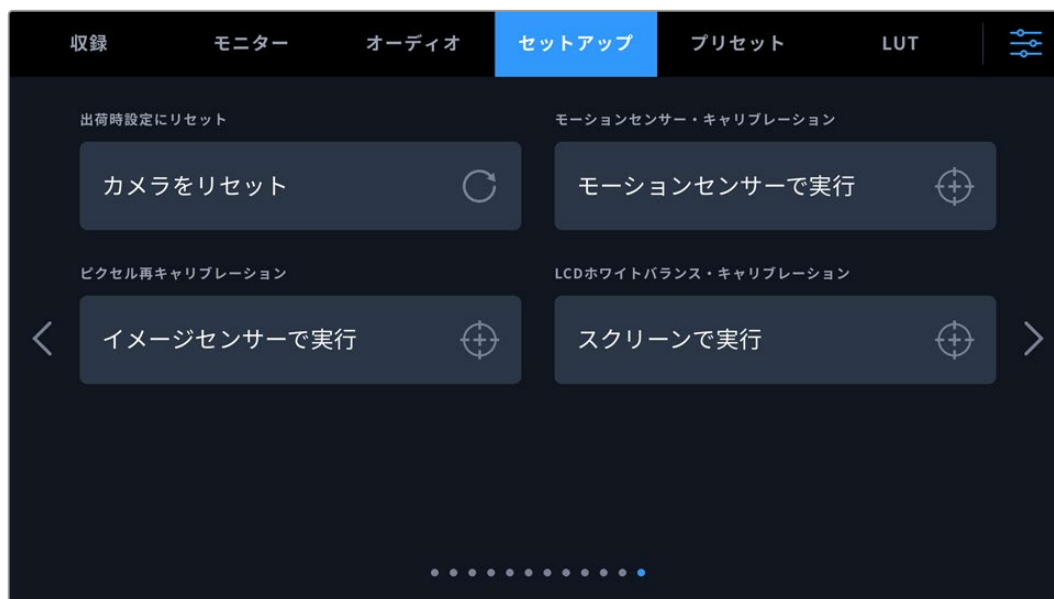 収録 モニター オーディオ セットアップ プリセット LUT
出荷時設定にリセット
カメラをリセット
モーションセンサー・キャリブレーション
モーションセンサーで実行
ピクセル再キャリブレーション
イメージセンサーで実行
LCDホワイトバランス・キャリブレーション
スクリーンで実行